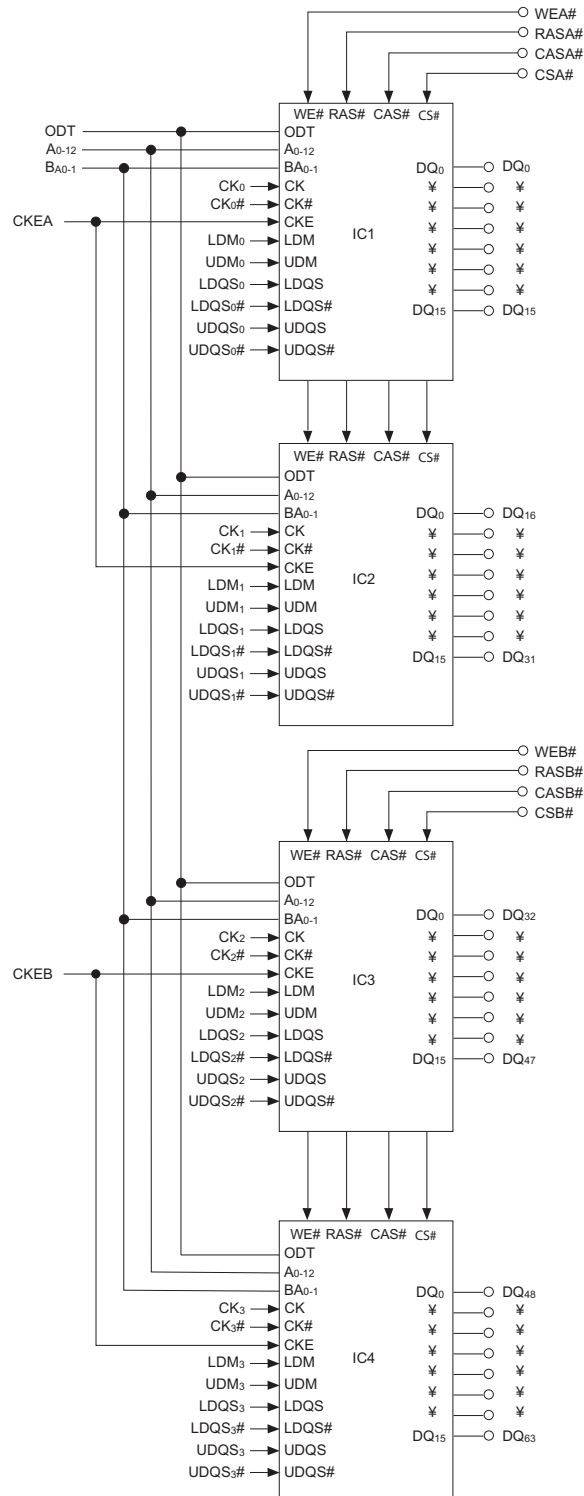 WEA#
RASA#
CASA#
CSA#
WE# RAS# CAS# CS#
ODT ODT
A0-12 A0-12
BA0-1 BA0-1 DQ0 DQ0
CK0 CK ¥ ¥
CK0# CK# ¥ ¥
CKEA CKE ¥ ¥
LDM0 LDM IC1 ¥ ¥
UDM0 UDM ¥ ¥
LDQS0 LDQS ¥ ¥
LDQS0# LDQS# DQ15 DQ15
UDQS0 UDQS
UDQS0# UDQS#
WE# RAS# CAS# CS#
ODT
A0-12
BA0-1 DQ0 DQ16
CK1 CK ¥ ¥
CK1# CK# ¥ ¥
CKE ¥ ¥
LDM1 LDM IC2 ¥ ¥
UDM1 UDM ¥ ¥
LDQS1 LDQS ¥ ¥
LDQS1# LDQS# DQ15 DQ31
UDQS1 UDQS
UDQS1# UDQS#
WEB#
RASB#
CASB#
CSB#
WE# RAS# CAS# CS#
ODT
A0-12
BA0-1 DQ0 DQ32
CK2 CK ¥ ¥
CK2# CK# ¥ ¥
CKEB CKE ¥ ¥
LDM2 LDM IC3 ¥ ¥
UDM2 UDM ¥ ¥
LDQS2 LDQS ¥ ¥
LDQS2# LDQS# DQ15 DQ47
UDQS2 UDQS
UDQS2# UDQS#
WE# RAS# CAS# CS#
ODT
A0-12
BA0-1 DQ0 DQ48
CK3 CK ¥ ¥
CK3# CK# ¥ ¥
CKE ¥ ¥
LDM3 LDM IC4 ¥ ¥
UDM3 UDM ¥ ¥
LDQS3 LDQS ¥ ¥
LDQS3# LDQS# DQ15 DQ63
UDQS3 UDQS
UDQS3# UDQS#